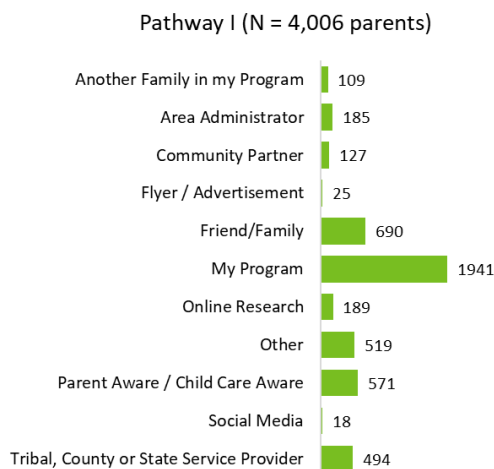 Pathway I (N = 4,006 parents)
Another Family in my Program 109
Area Administrator 185
Community Partner 127
Flyer / Advertisement 25
Friend/Family 690
My Program 1941
Online Research 189
Other 519
Parent Aware / Child Care Aware 571
Social Media 18
Tribal, County or State Service Provider 494